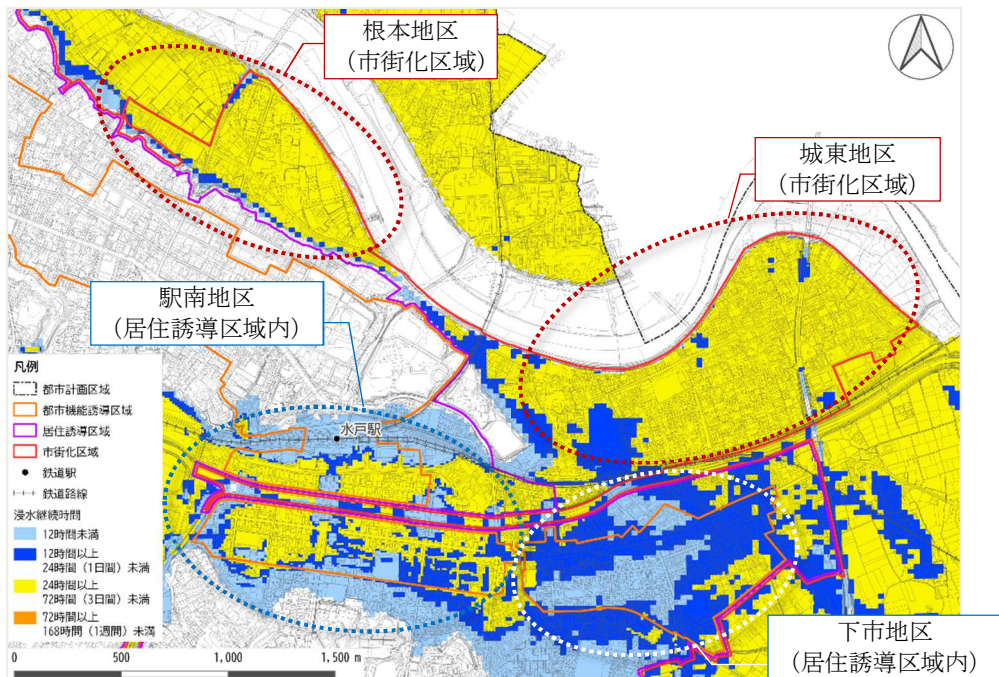 根本地区
（市街化区域）
城東地区
（市街化区域）
駅南地区
（居住誘導区域内）
水戸駅
凡例
都市計画区域
都市機能誘導区域
居住誘導区域
市街化区域
鉄道駅
鉄道路線
浸水継続時間
12時間未満
12時間以上
24時間（1日間）未満
24時間以上
72時間（3日間）未満
72時間以上
168時間（1週間）未満
0 500 1,000 1,500 m
下市地区
（居住誘導区域内）